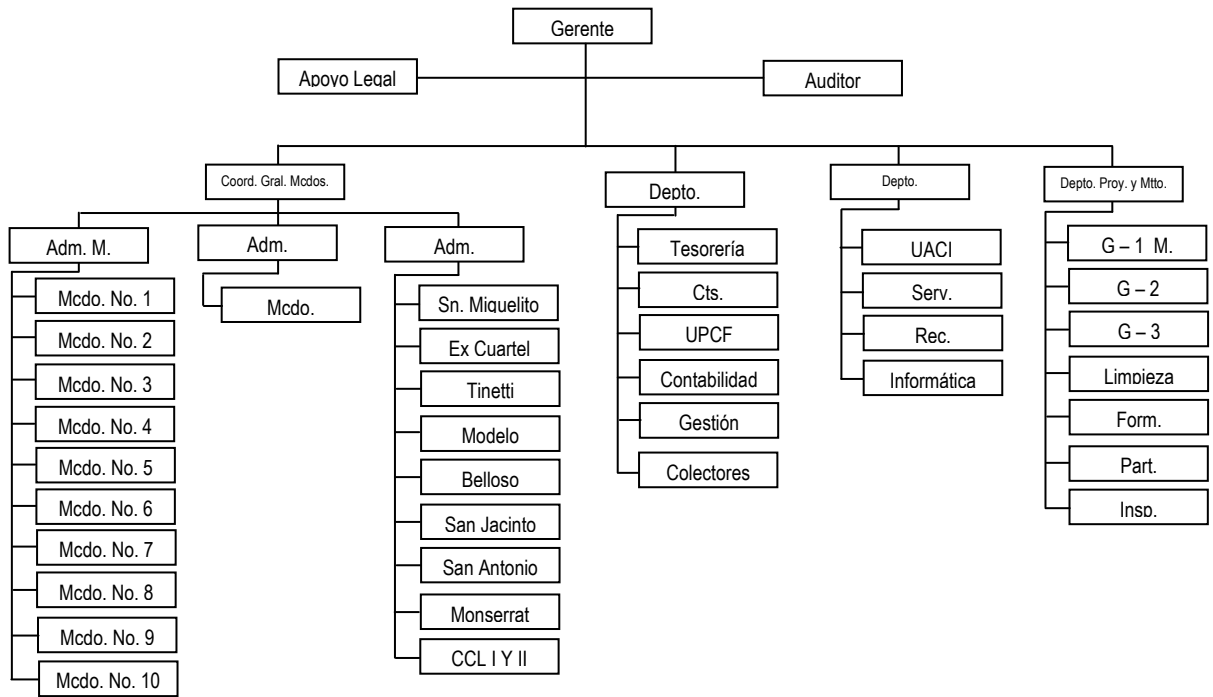 Gerente
Apoyo Legal
Auditor
Coord. Gral. Mcdos.
Depto.
Depto.
Depto. Proy. y Mtto.
Adm. M.
Adm.
Adm.
Mcdo. No. 1
Mcdo. No. 2
Mcdo. No. 3
Mcdo. No. 4
Mcdo. No. 5
Mcdo. No. 6
Mcdo. No. 7
Mcdo. No. 8
Mcdo. No. 9
Mcdo. No. 10
Mcdo.
Sn. Miguelito
Ex Cuartel
Tinetti
Modelo
Belloso
San Jacinto
San Antonio
Monserrat
CCL I Y II
Tesorería
Cts.
UPCF
Contabilidad
Gestión
Colectores
UACI
Serv.
Rec.
Informática
G – 1 M.
G – 2
G – 3
Limpieza
Form.
Part.
Insp.